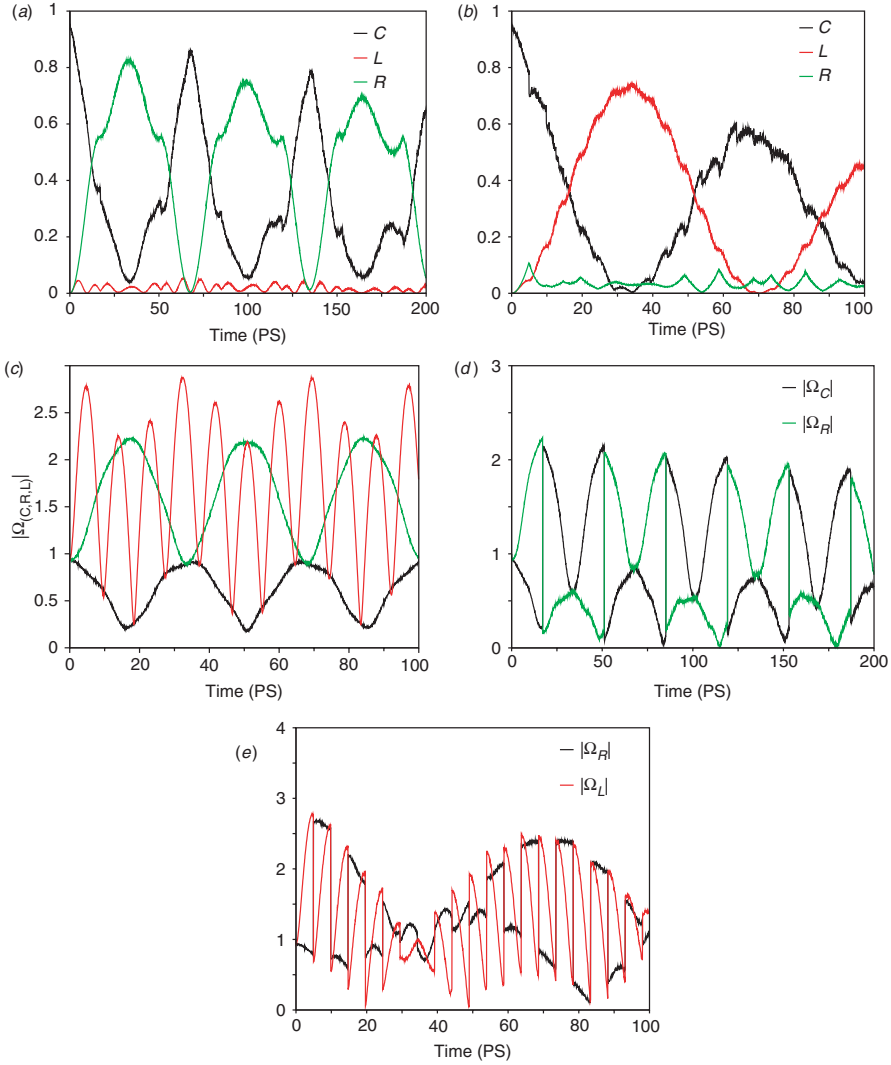 (a)
1
0.8
0.6
0.4
0.2
0
0 50 100 150 200
Time (PS)
C
L
R
(b)
1
0.8
0.6
0.4
0.2
0
0 20 40 60 80 100
Time (PS)
C
L
R
(c)
|Ω(C,R,L)|
2.5
2
1.5
1
0.5
0
0 20 40 60 80 100
Time (PS)
(d)
3
2
1
0
0 50 100 150 200
Time (PS)
|ΩC|
|ΩR|
(e)
4
3
2
1
0
0 20 40 60 80 100
Time (PS)
|ΩR|
|ΩL|